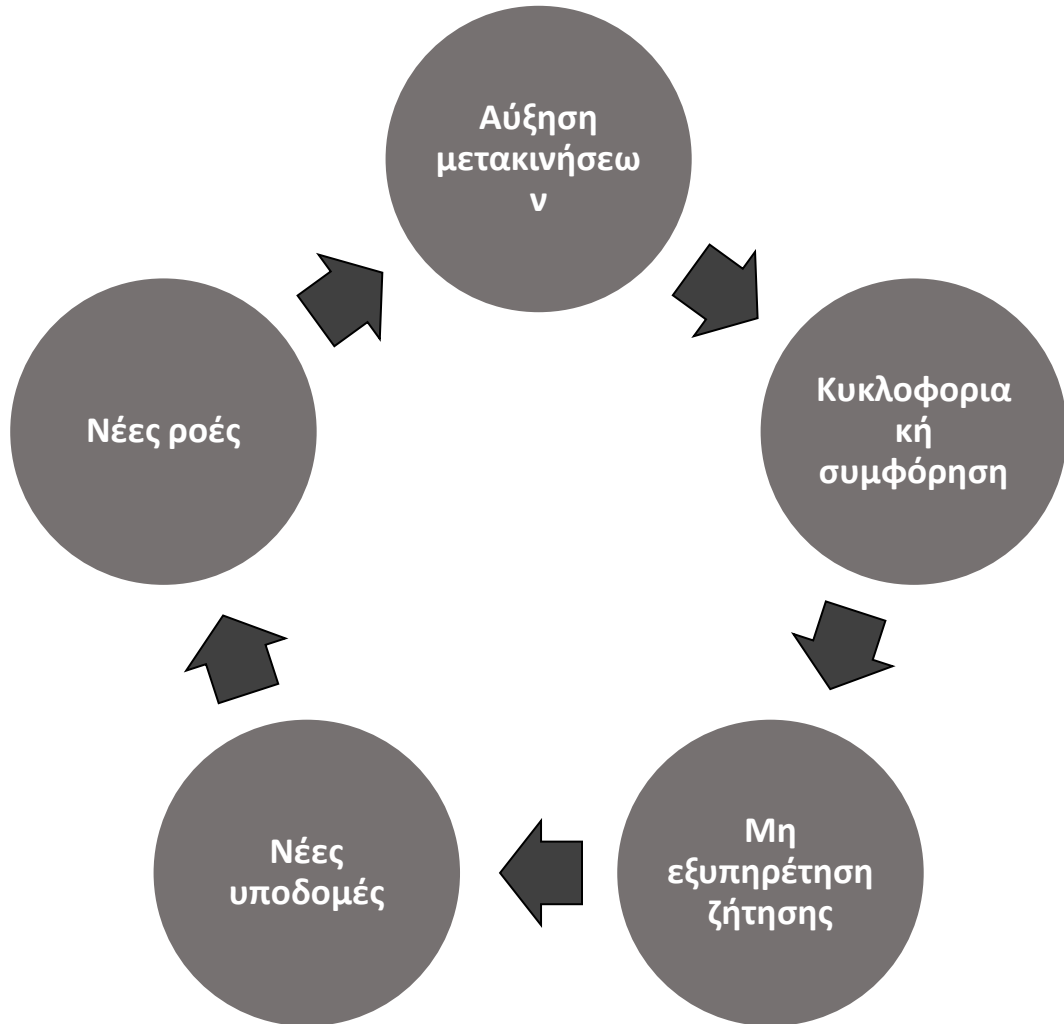 Αύξηση
μετακινήσεω
ν
Κυκλοφορια
κή
συμφόρηση
Μη
εξυπηρέτηση
ζήτησης
Νέες
υποδομές
Νέες ροές